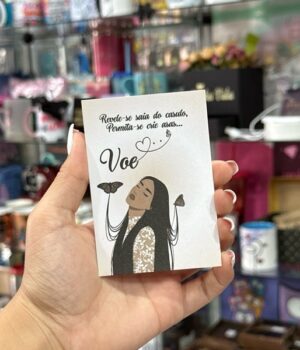 Revele-se saia do casulo,
Permita-se crie asas...
Voe